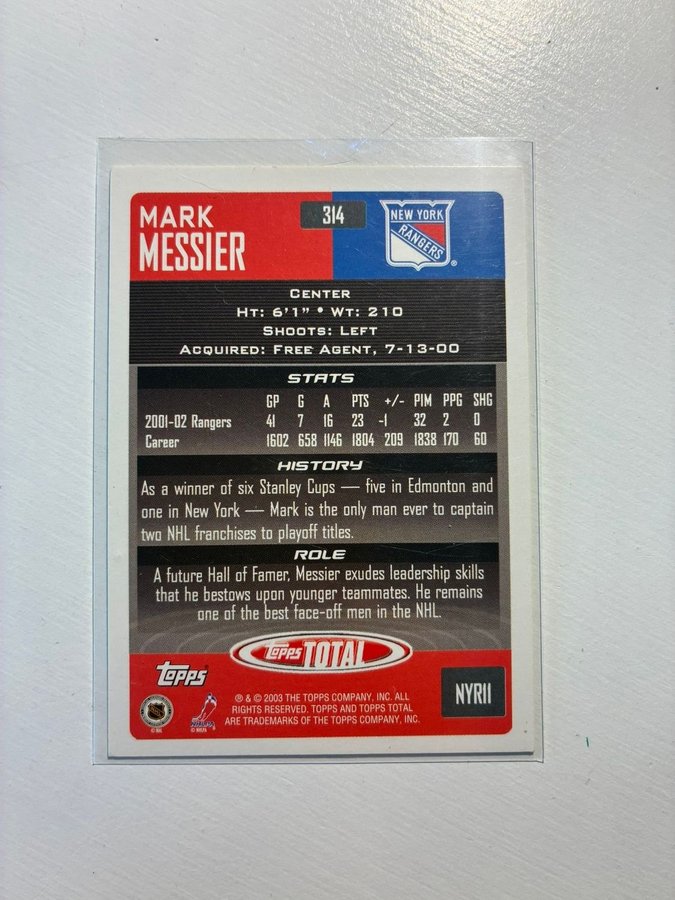 MARK
MESSIER
314
NEW YORK
RANGERS
®
CENTER
HT: 6'1" • WT: 210
SHOOTS: LEFT
ACQUIRED: FREE AGENT, 7-13-00
STATS
GP G A PTS +/- PIM PPG SHG
2001-02 Rangers 41 7 16 23 -1 32 2 0
Career 1602 658 1146 1804 209 1838 170 60
HISTORY
As a winner of six Stanley Cups — five in Edmonton and
one in New York — Mark is the only man ever to captain
two NHL franchises to playoff titles.
ROLE
A future Hall of Famer, Messier exudes leadership skills
that he bestows upon younger teammates. He remains
one of the best face-off men in the NHL.
TOPPS TOTAL
TOPPS
NYR11
® & © 2003 THE TOPPS COMPANY, INC. ALL
RIGHTS RESERVED. TOPPS AND TOPPS TOTAL
ARE TRADEMARKS OF THE TOPPS COMPANY, INC.
© NHL
© NHLPA